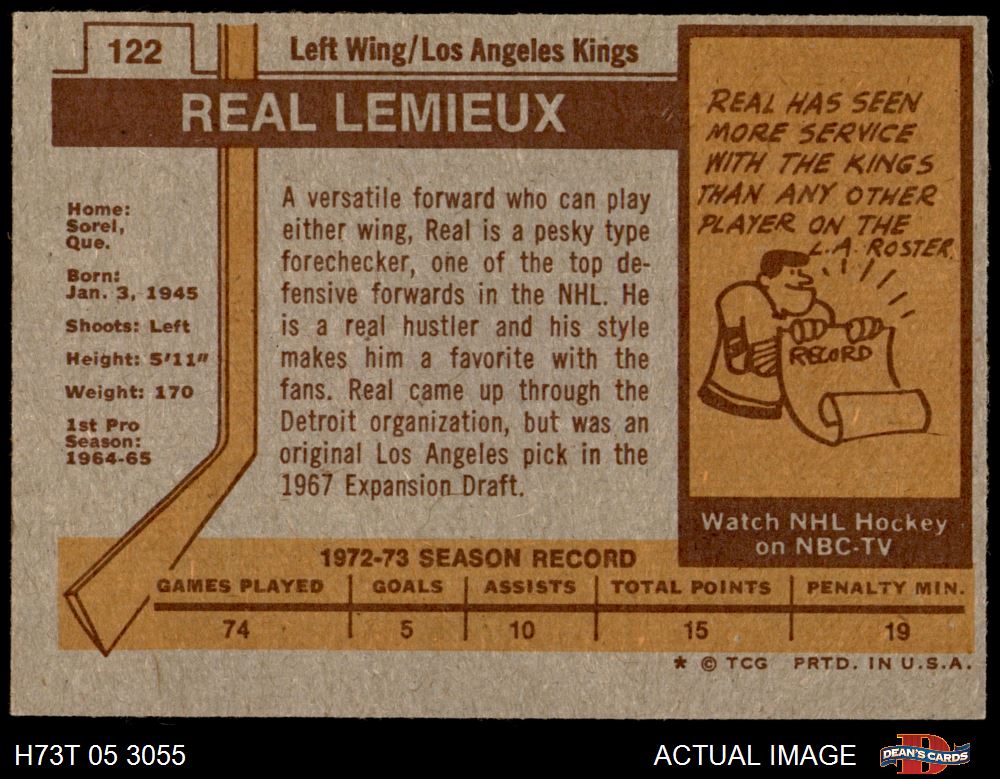 122
Left Wing/Los Angeles Kings
REAL LEMIEUX
Home:
Sorel,
Que.
Born:
Jan. 3, 1945
Shoots: Left
Height: 5'11"
Weight: 170
1st Pro
Season:
1964-65
A versatile forward who can play
either wing, Real is a pesky type
forechecker, one of the top de-
fensive forwards in the NHL. He
is a real hustler and his style
makes him a favorite with the
fans. Real came up through the
Detroit organization, but was an
original Los Angeles pick in the
1967 Expansion Draft.
REAL HAS SEEN
MORE SERVICE
WITH THE KINGS
THAN ANY OTHER
PLAYER ON THE
L.A. ROSTER.
RECORD
Watch NHL Hockey
on NBC-TV
1972-73 SEASON RECORD
GAMES PLAYED GOALS ASSISTS TOTAL POINTS PENALTY MIN.
74 5 10 15 19
* © TCG PRTD. IN U.S.A.
H73T 05 3055
ACTUAL IMAGE
DEAN'S CARDS